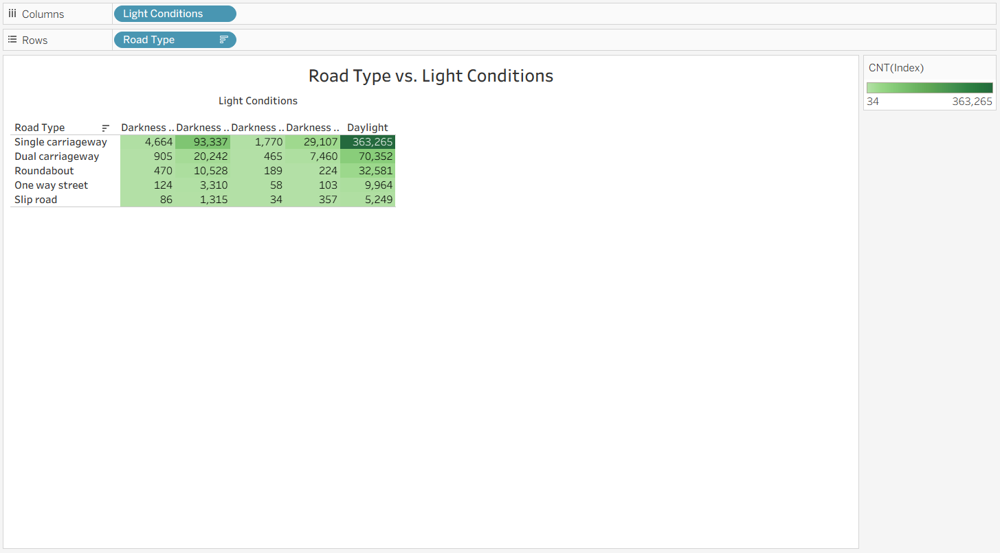 Columns Light Conditions
Rows Road Type
Road Type vs. Light Conditions
CNT(Index)
34 363,265
Light Conditions
Road Type Darkness .. Darkness .. Darkness .. Darkness .. Daylight
Single carriageway 4,664 93,337 1,770 29,107 363,265
Dual carriageway 905 20,242 465 7,460 70,352
Roundabout 470 10,528 189 224 32,581
One way street 124 3,310 58 103 9,964
Slip road 86 1,315 34 357 5,249